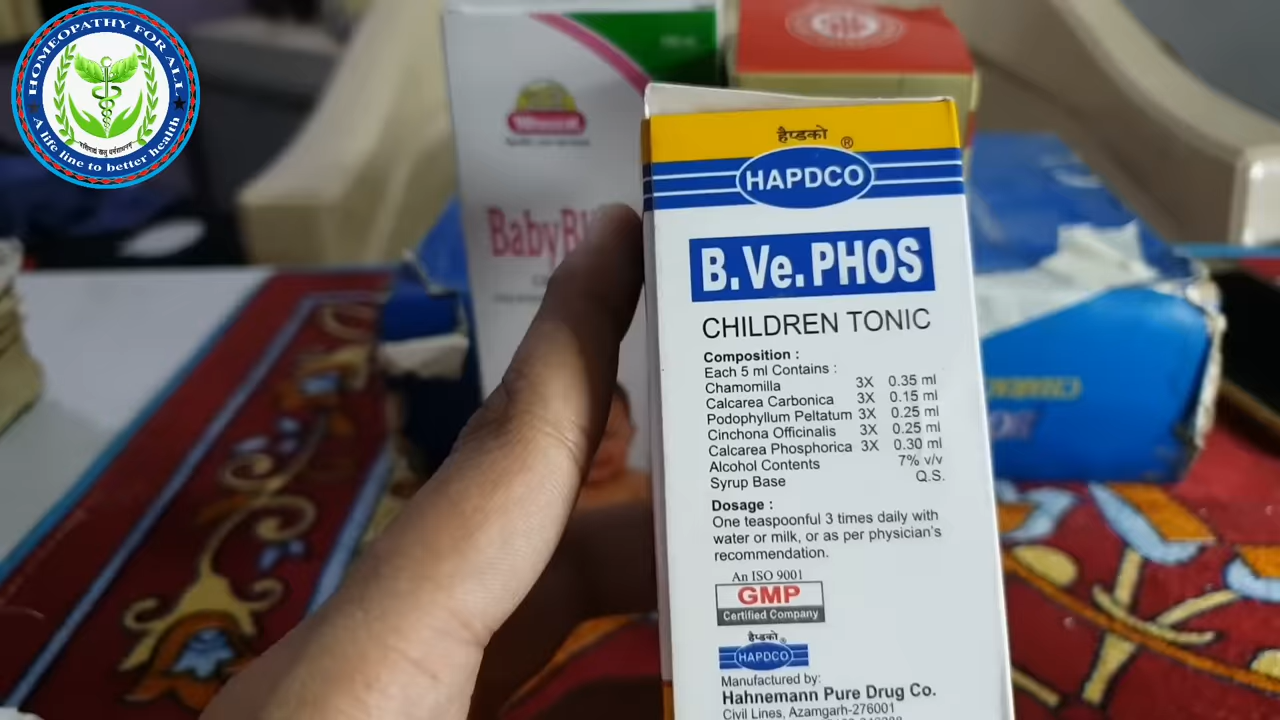 HOMEOPATHY FOR ALL
A life line to better health
Wheezal
हैप्डको ®
HAPDCO
B.Ve.PHOS
CHILDREN TONIC
Composition :
Each 5 ml Contains :
Chamomilla 3X 0.35 ml
Calcarea Carbonica 3X 0.15 ml
Podophyllum Peltatum 3X 0.25 ml
Cinchona Officinalis 3X 0.25 ml
Calcarea Phosphorica 3X 0.30 ml
Alcohol Contents 7% v/v
Syrup Base Q.S.
Dosage :
One teaspoonful 3 times daily with
water or milk, or as per physician's
recommendation.
An ISO 9001
GMP
Certified Company
हैप्डको ®
HAPDCO
Manufactured by:
Hahnemann Pure Drug Co.
Civil Lines, Azamgarh-276001